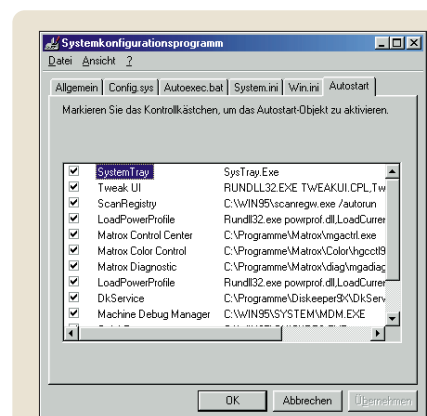 Systemkonfigurationsprogramm
Datei Ansicht ?
Allgemein Config.sys Autoexec.bat System.ini Win.ini Autostart
Markieren Sie das Kontrollkästchen, um das Autostart-Objekt zu aktivieren.
SystemTray SysTray.Exe
Tweak UI RUNDLL32.EXE TWEAKUI.CPL,Tw
ScanRegistry C:\WIN95\scanregw.exe /autorun
LoadPowerProfile Rundll32.exe powrprof.dll,LoadCurrer
Matrox Control Center C:\Programme\Matrox\mgactrl.exe
Matrox Color Control C:\Programme\Matrox\Color\hgcctl9
Matrox Diagnostic C:\Programme\Matrox\diag\mgadiag
LoadPowerProfile Rundll32.exe powrprof.dll,LoadCurrer
DkService C:\Programme\Diskeeper9X\DkServ
Machine Debug Manager C:\WIN95\SYSTEM\MDM.EXE
OK Abbrechen Übernehmen